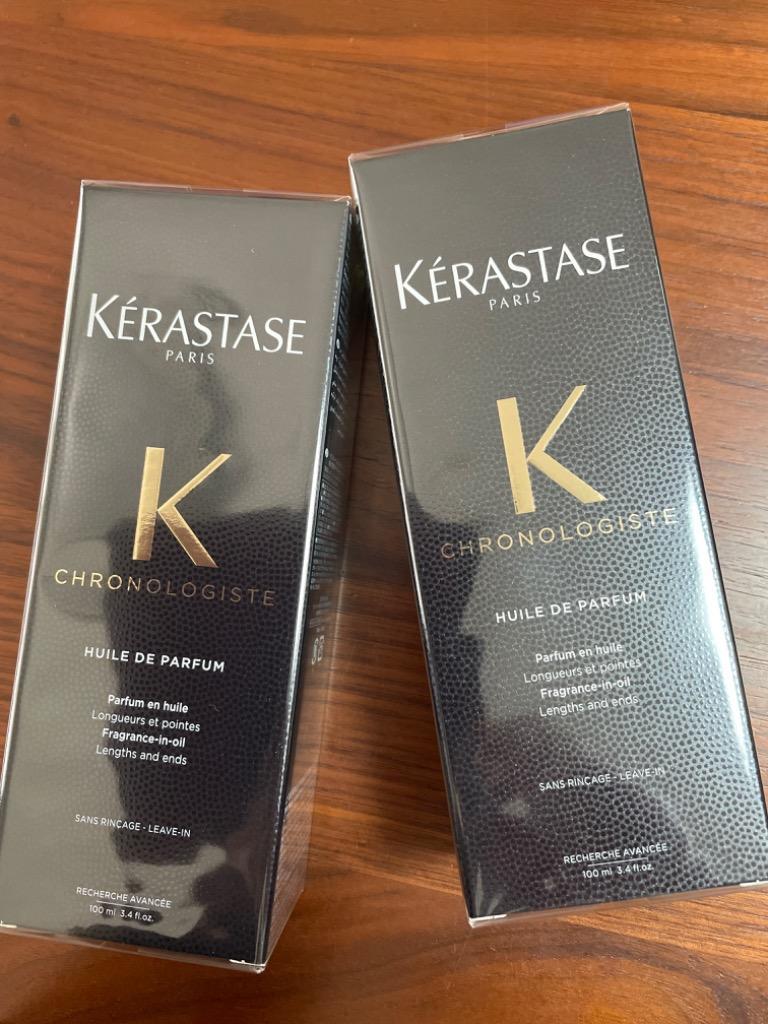 KÉRASTASE
PARIS
K
CHRONOLOGISTE
HUILE DE PARFUM
Parfum en huile
Longueurs et pointes
Fragrance-in-oil
Lengths and ends
SANS RINÇAGE - LEAVE-IN
RECHERCHE AVANCÉE
100 ml 3.4 fl.oz.
KÉRASTASE
PARIS
K
CHRONOLOGISTE
HUILE DE PARFUM
Parfum en huile
Longueurs et pointes
Fragrance-in-oil
Lengths and ends
SANS RINÇAGE - LEAVE-IN
RECHERCHE AVANCÉE
100 ml 3.4 fl.oz.